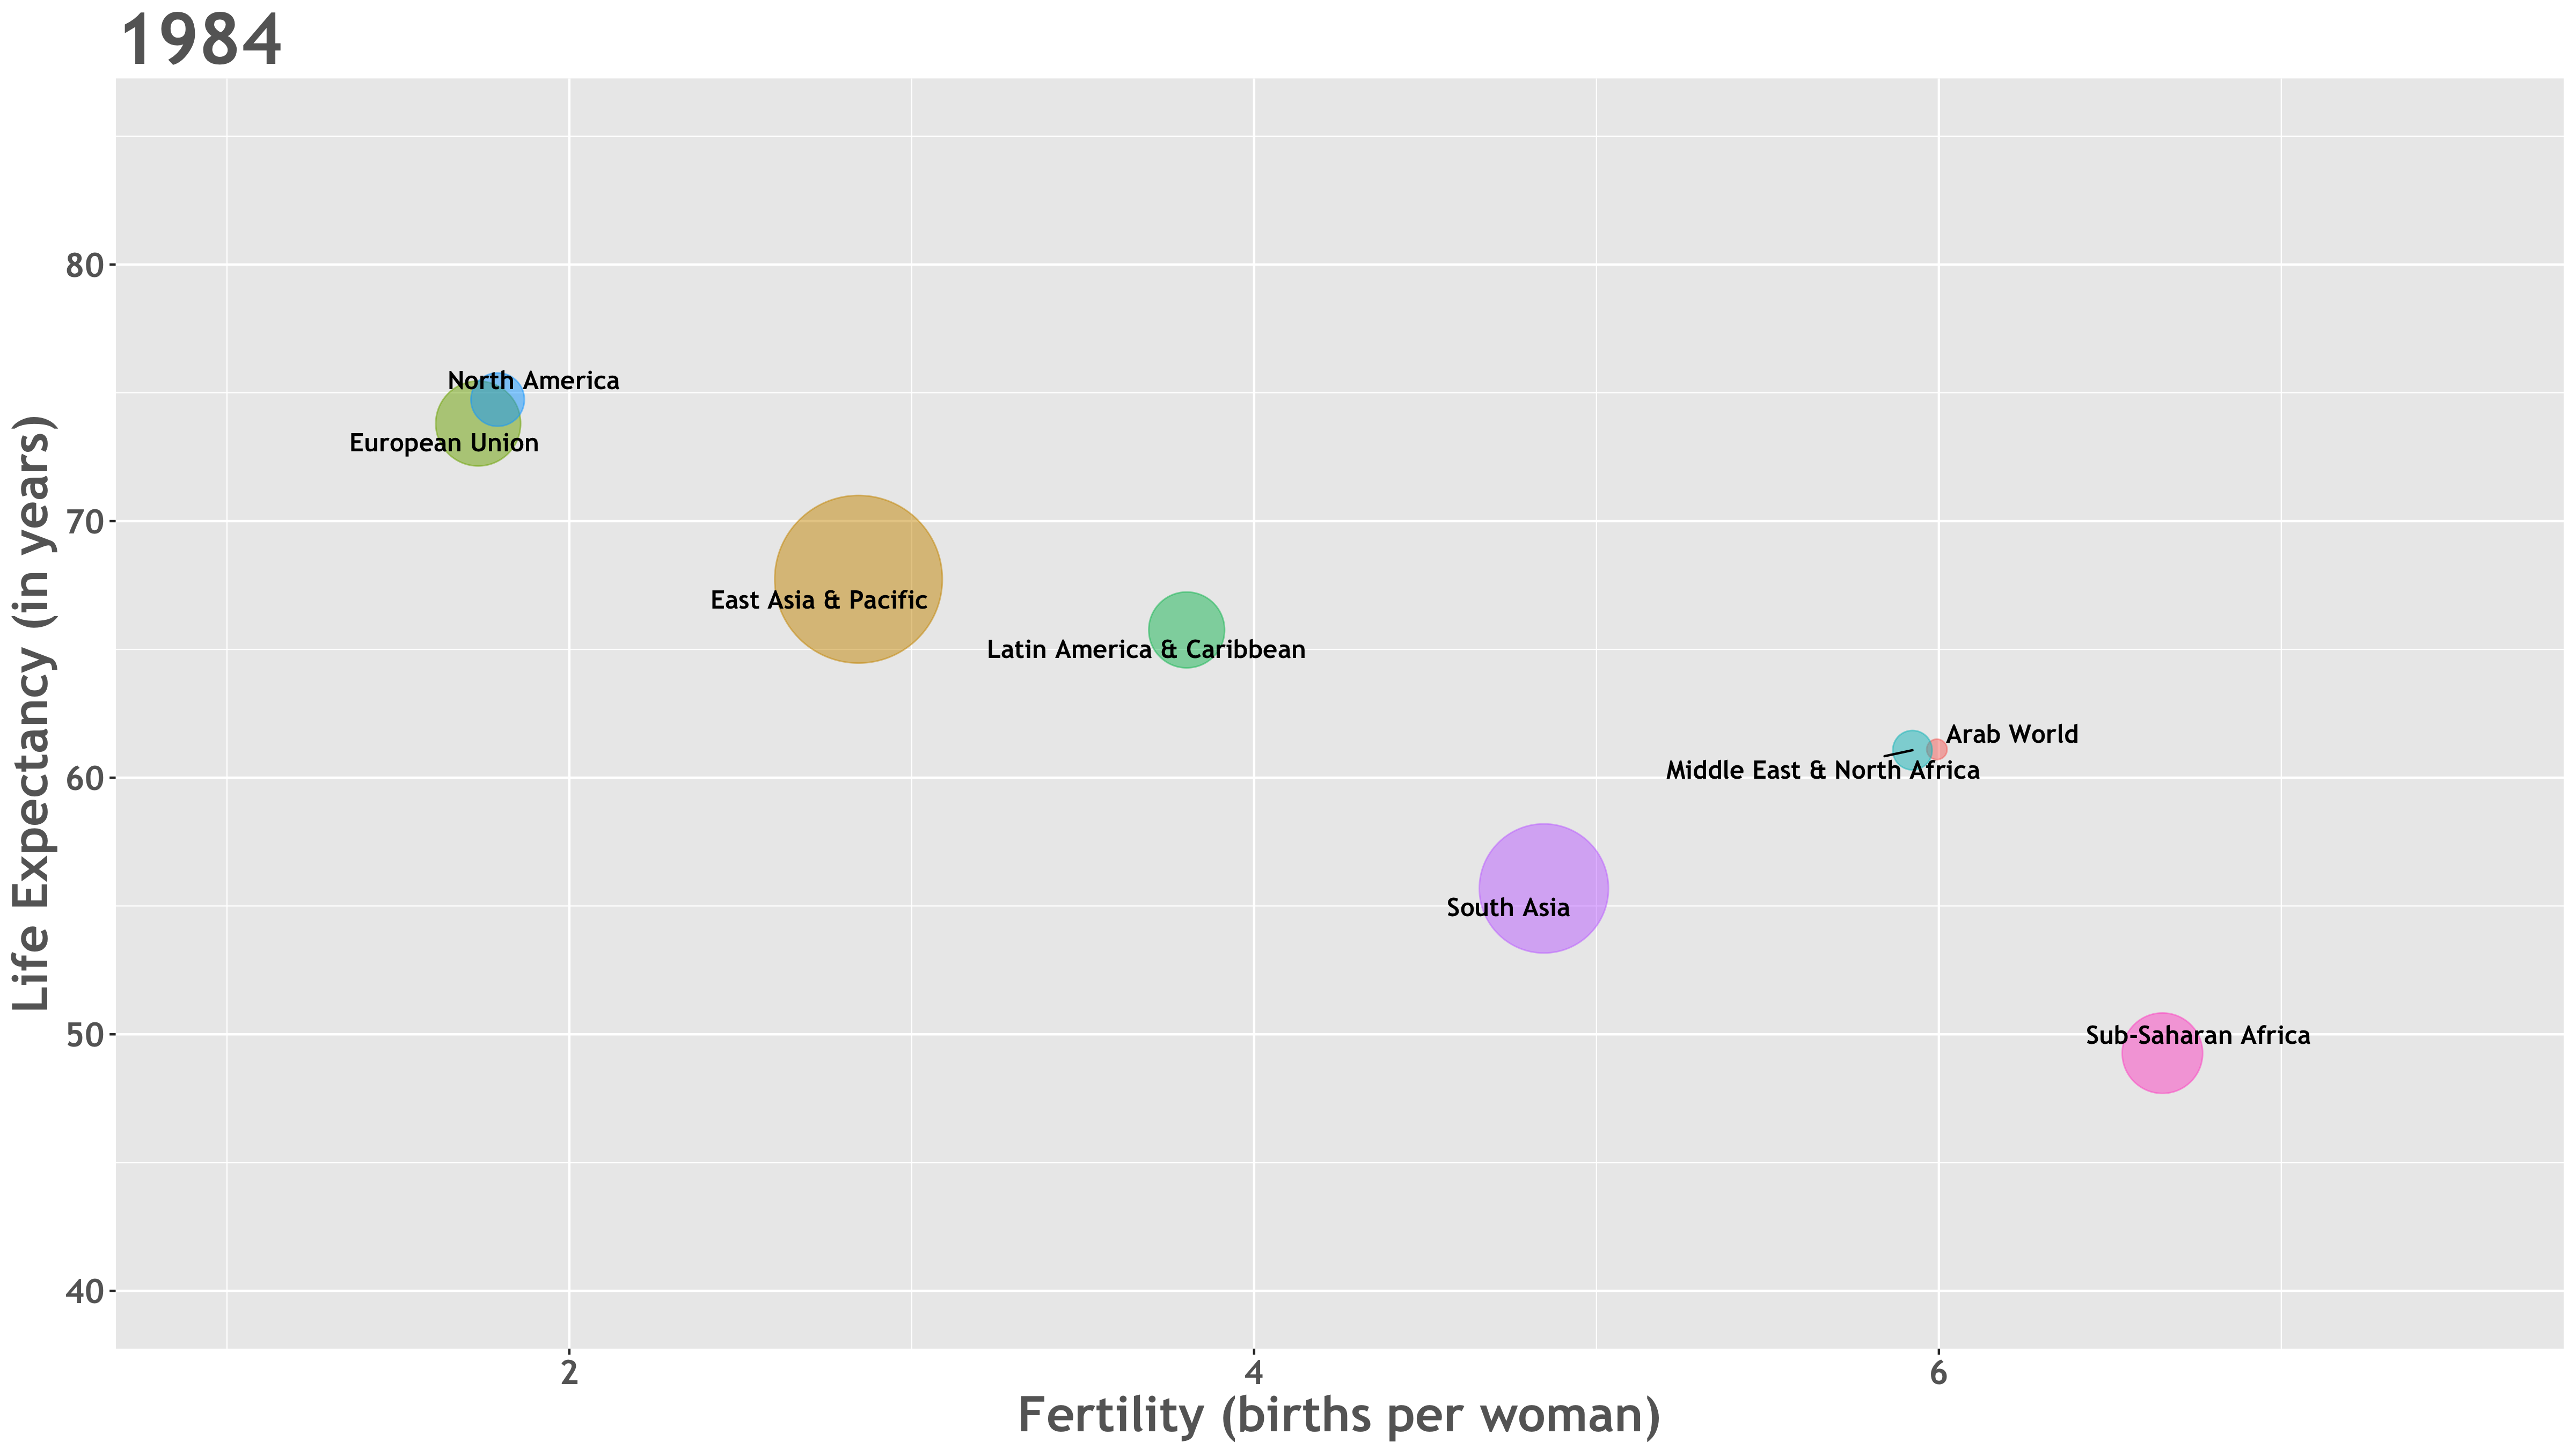 1984
Life Expectancy (in years)
80
70
60
50
40
North America
European Union
East Asia & Pacific
Latin America & Caribbean
Arab World
Middle East & North Africa
South Asia
Sub-Saharan Africa
2
4
6
Fertility (births per woman)